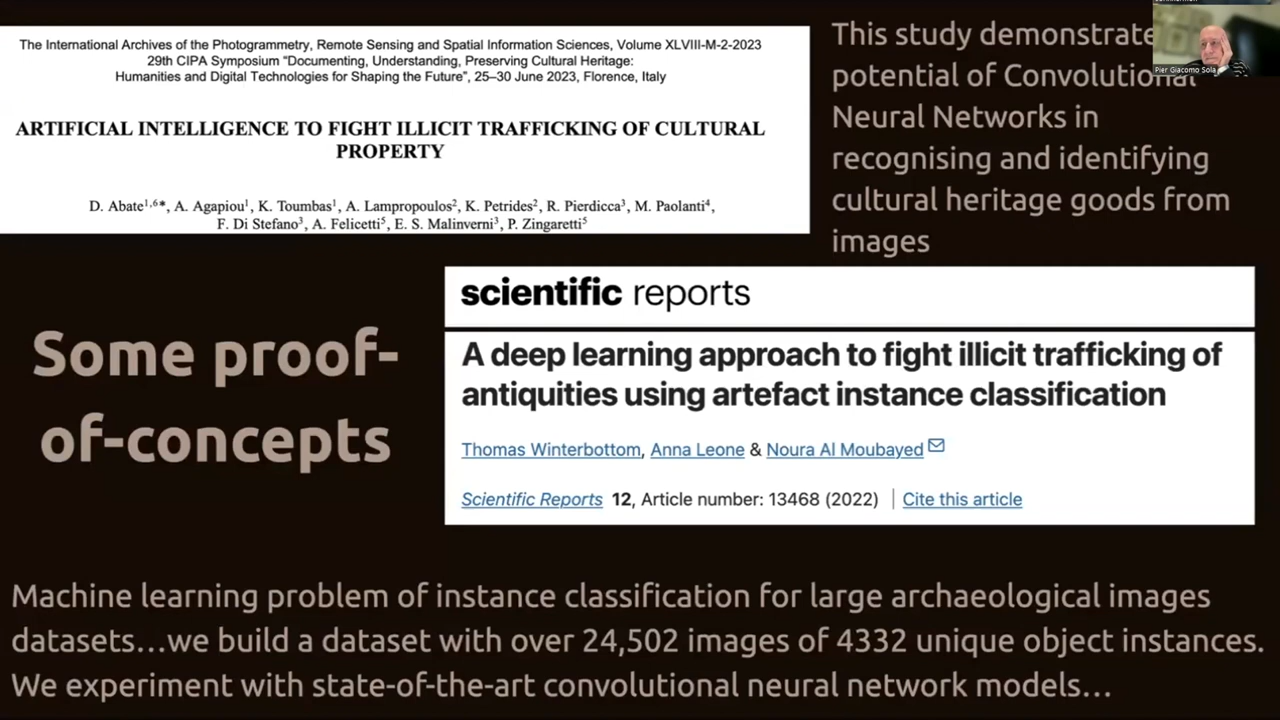 The International Archives of the Photogrammetry, Remote Sensing and Spatial Information Sciences, Volume XLVIII-M-2-2023
29th CIPA Symposium “Documenting, Understanding, Preserving Cultural Heritage:
Humanities and Digital Technologies for Shaping the Future”, 25–30 June 2023, Florence, Italy
ARTIFICIAL INTELLIGENCE TO FIGHT ILLICIT TRAFFICKING OF CULTURAL
PROPERTY
D. Abate1,6*, A. Agapiou1, K. Toumbas1, A. Lampropoulos2, K. Petrides2, R. Pierdicca3, M. Paolanti4,
F. Di Stefano3, A. Felicetti5, E. S. Malinverni3, P. Zingaretti5
This study demonstrate
potential of Convolutional
Neural Networks in
recognising and identifying
cultural heritage goods from
images
Pier Giacomo Sola
Some proof-
of-concepts
scientific reports
A deep learning approach to fight illicit trafficking of
antiquities using artefact instance classification
Thomas Winterbottom, Anna Leone & Noura Al Moubayed
Scientific Reports 12, Article number: 13468 (2022) | Cite this article
Machine learning problem of instance classification for large archaeological images
datasets...we build a dataset with over 24,502 images of 4332 unique object instances.
We experiment with state-of-the-art convolutional neural network models...